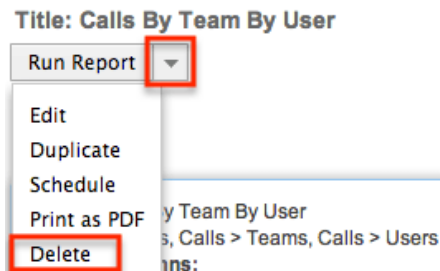 Title: Calls By Team By User
Run Report
Edit
Duplicate
Schedule
Print as PDF
y Team By User
s, Calls > Teams, Calls > Users
Delete